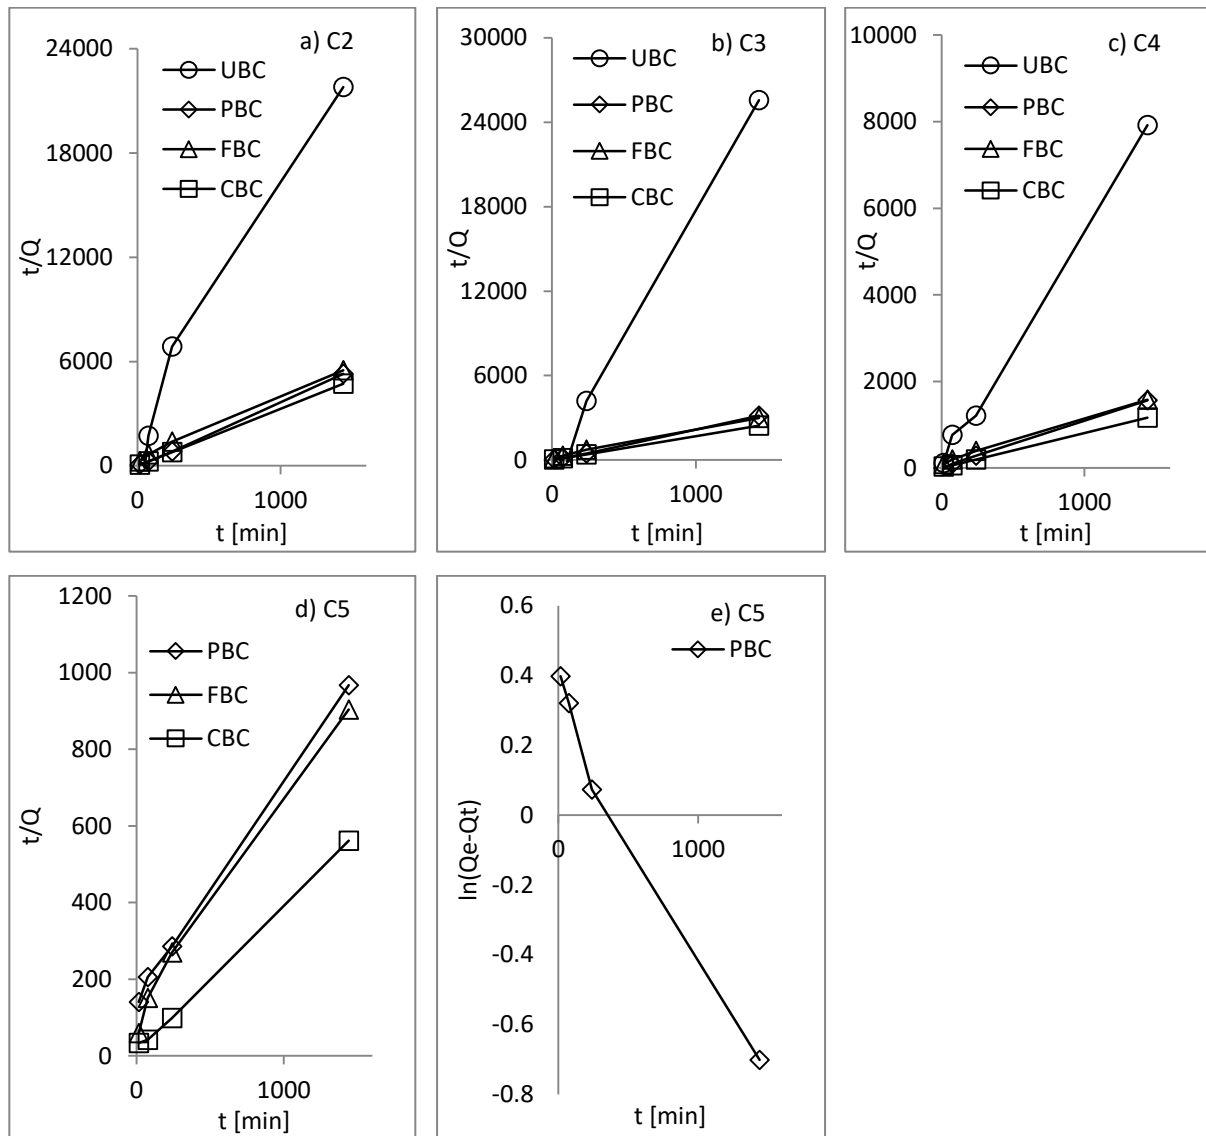 a) C2
24000
18000
12000
6000
0
UBC
PBC
FBC
CBC
t/Q
0
1000
t [min]
b) C3
30000
24000
18000
12000
6000
0
UBC
PBC
FBC
CBC
t/Q
0
1000
t [min]
c) C4
10000
8000
6000
4000
2000
0
UBC
PBC
FBC
CBC
t/Q
0
1000
t [min]
d) C5
1200
1000
800
600
400
200
0
PBC
FBC
CBC
t/Q
0
1000
t [min]
e) C5
0.6
0.4
0.2
0
-0.2
-0.4
-0.6
-0.8
PBC
ln(Qe-Qt)
0
1000
t [min]